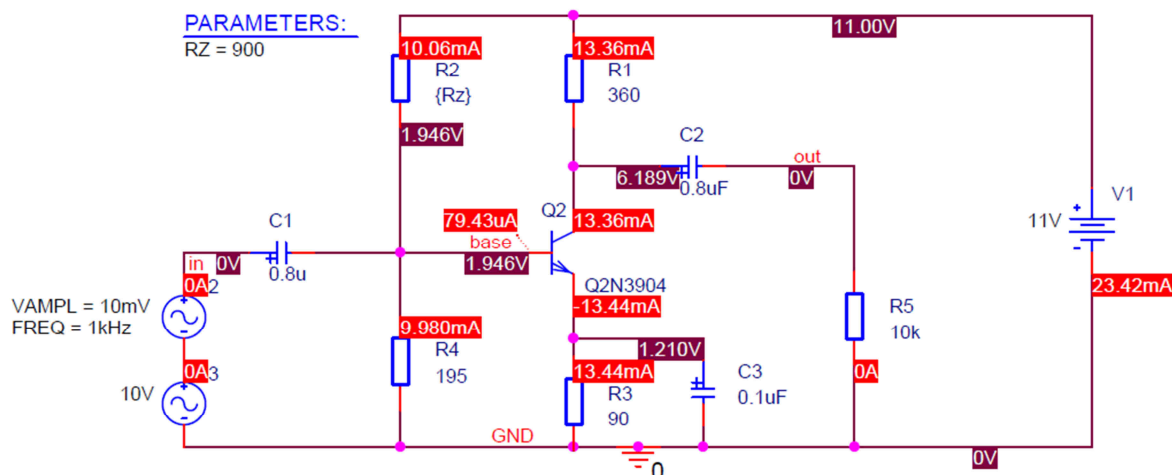 PARAMETERS:
RZ = 900
10.06mA
R2
{Rz}
1.946V
13.36mA
R1
360
11.00V
C2
6.189V
0.8uF
out
0V
V1
11V
23.42mA
C1
in
0V
0.8u
79.43uA
base
1.946V
Q2
13.36mA
Q2N3904
-13.44mA
0A
2
VAMPL = 10mV
FREQ = 1kHz
0A
3
10V
9.980mA
R4
195
1.210V
13.44mA
R3
90
C3
0.1uF
R5
10k
0A
GND
0
0V